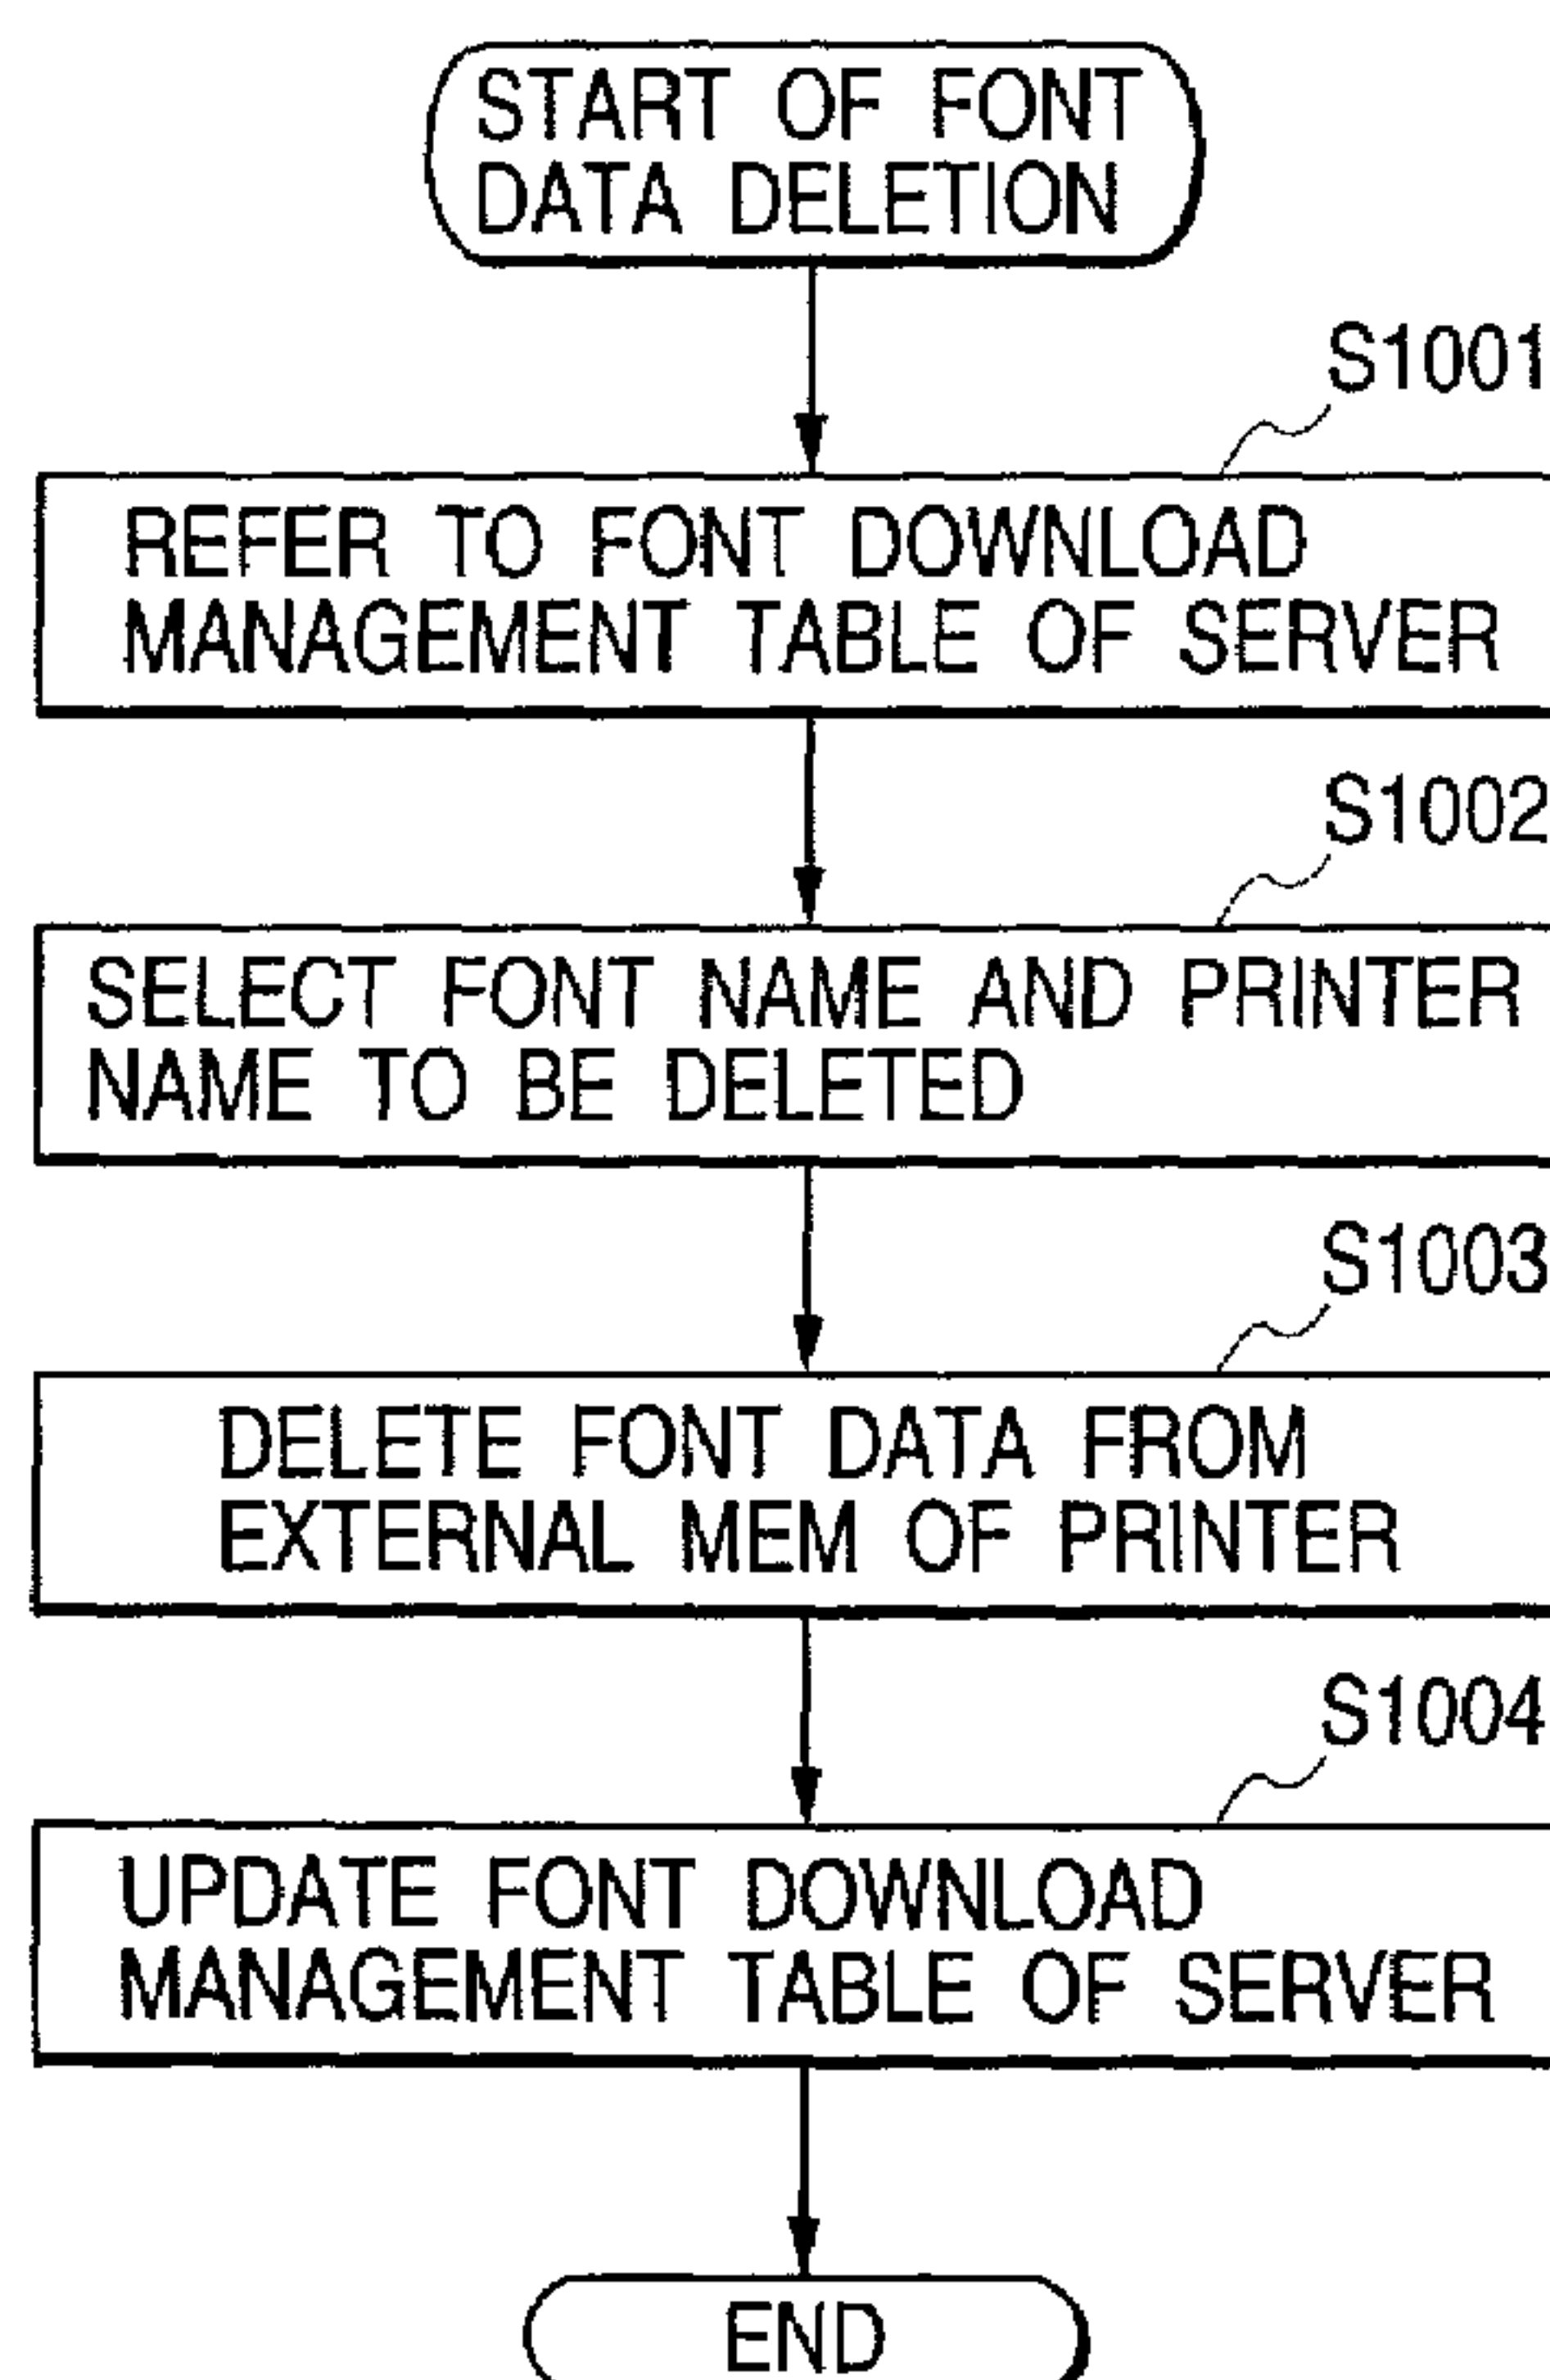 START OF FONT
DATA DELETION
S1001
REFER TO FONT DOWNLOAD
MANAGEMENT TABLE OF SERVER
S1002
SELECT FONT NAME AND PRINTER
NAME TO BE DELETED
S1003
DELETE FONT DATA FROM
EXTERNAL MEM OF PRINTER
S1004
UPDATE FONT DOWNLOAD
MANAGEMENT TABLE OF SERVER
END